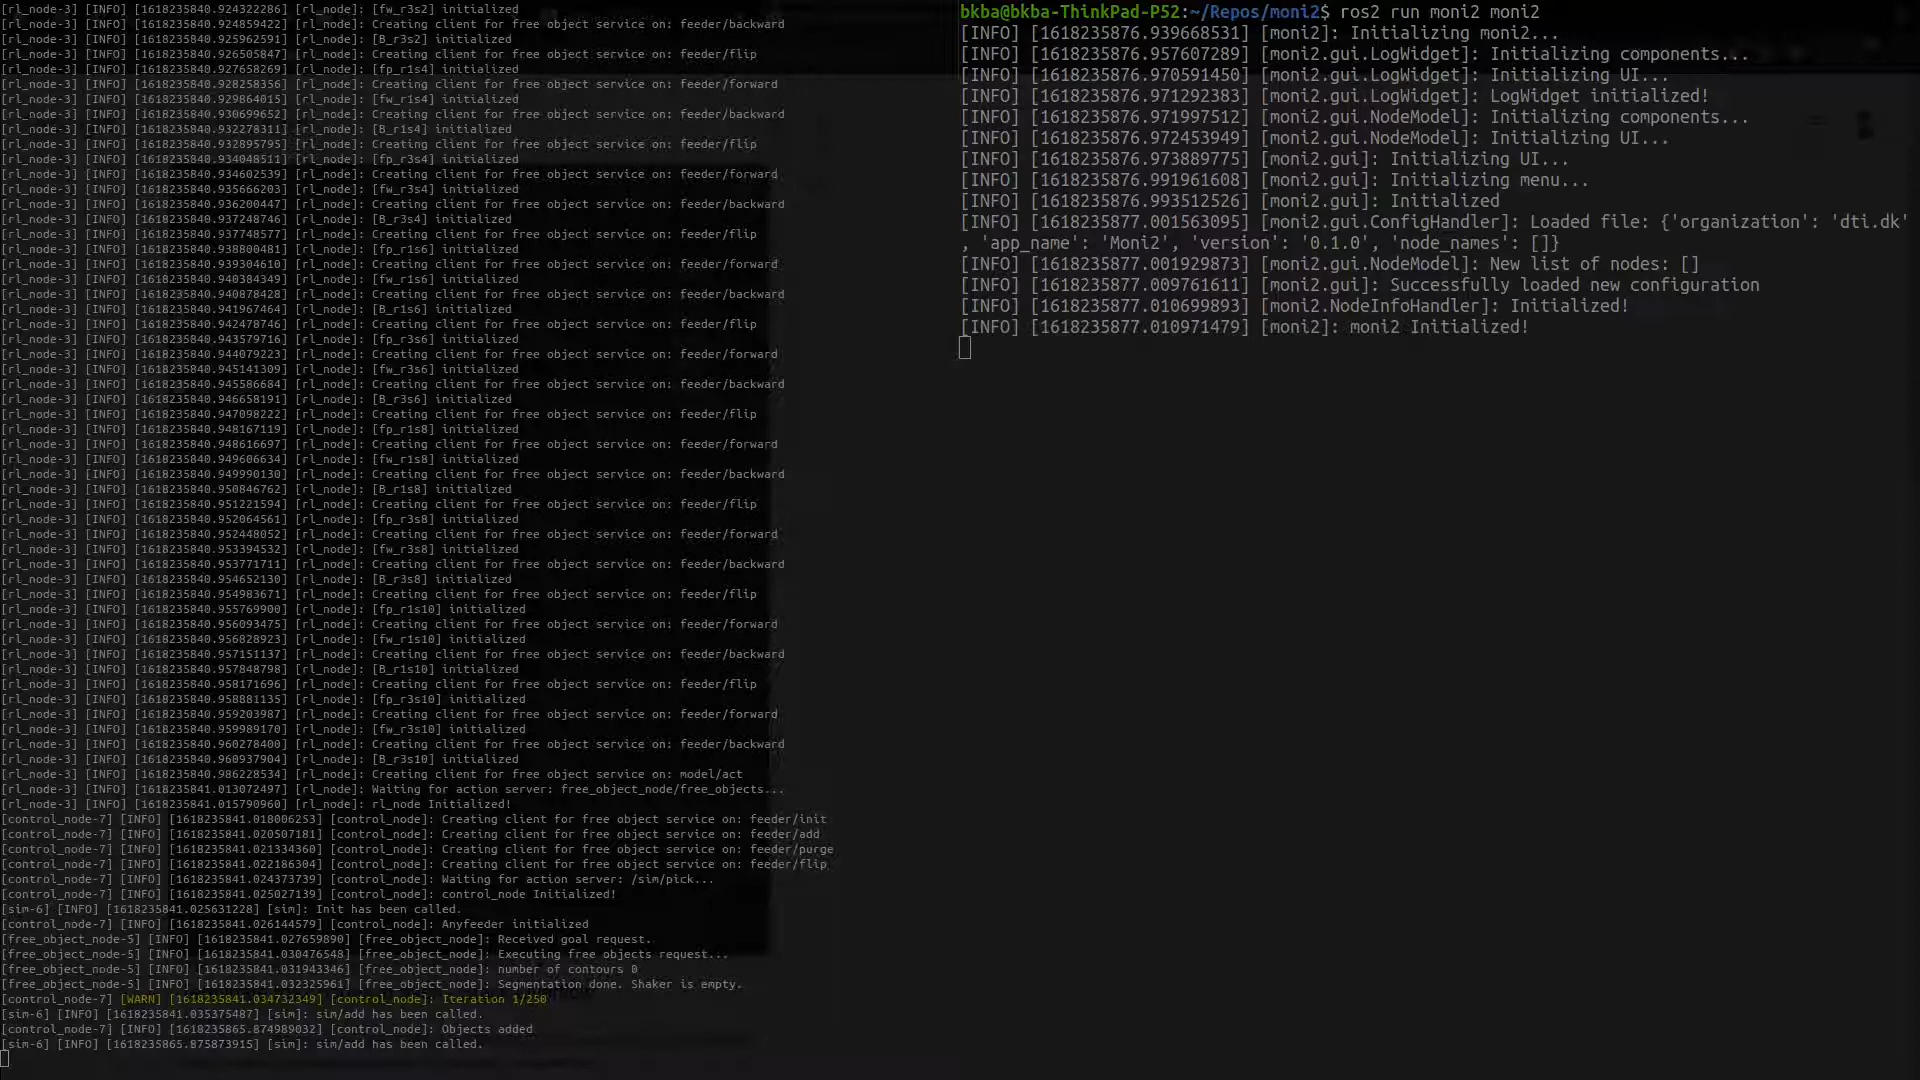 [rl_node-3] [INFO] [1618235840.924322286] [rl_node]: [fw_r3s2] initialized
[rl_node-3] [INFO] [1618235840.924859422] [rl_node]: Creating client for free object service on: feeder/backward
[rl_node-3] [INFO] [1618235840.925962591] [rl_node]: [B_r3s2] initialized
[rl_node-3] [INFO] [1618235840.926505847] [rl_node]: Creating client for free object service on: feeder/flip
[rl_node-3] [INFO] [1618235840.927658269] [rl_node]: [fp_r1s4] initialized
[rl_node-3] [INFO] [1618235840.928258356] [rl_node]: Creating client for free object service on: feeder/forward
[rl_node-3] [INFO] [1618235840.929864015] [rl_node]: [fw_r1s4] initialized
[rl_node-3] [INFO] [1618235840.930699652] [rl_node]: Creating client for free object service on: feeder/backward
[rl_node-3] [INFO] [1618235840.932278311] [rl_node]: [B_r1s4] initialized
[rl_node-3] [INFO] [1618235840.932895795] [rl_node]: Creating client for free object service on: feeder/flip
[rl_node-3] [INFO] [1618235840.934048511] [rl_node]: [fp_r3s4] initialized
[rl_node-3] [INFO] [1618235840.934602539] [rl_node]: Creating client for free object service on: feeder/forward
[rl_node-3] [INFO] [1618235840.935666203] [rl_node]: [fw_r3s4] initialized
[rl_node-3] [INFO] [1618235840.936200447] [rl_node]: Creating client for free object service on: feeder/backward
[rl_node-3] [INFO] [1618235840.937248746] [rl_node]: [B_r3s4] initialized
[rl_node-3] [INFO] [1618235840.937748577] [rl_node]: Creating client for free object service on: feeder/flip
[rl_node-3] [INFO] [1618235840.938800481] [rl_node]: [fp_r1s6] initialized
[rl_node-3] [INFO] [1618235840.939304610] [rl_node]: Creating client for free object service on: feeder/forward
[rl_node-3] [INFO] [1618235840.940384349] [rl_node]: [fw_r1s6] initialized
[rl_node-3] [INFO] [1618235840.940878428] [rl_node]: Creating client for free object service on: feeder/backward
[rl_node-3] [INFO] [1618235840.941967464] [rl_node]: [B_r1s6] initialized
[rl_node-3] [INFO] [1618235840.942478746] [rl_node]: Creating client for free object service on: feeder/flip
[rl_node-3] [INFO] [1618235840.943579716] [rl_node]: [fp_r3s6] initialized
[rl_node-3] [INFO] [1618235840.944079223] [rl_node]: Creating client for free object service on: feeder/forward
[rl_node-3] [INFO] [1618235840.945141309] [rl_node]: [fw_r3s6] initialized
[rl_node-3] [INFO] [1618235840.945586684] [rl_node]: Creating client for free object service on: feeder/backward
[rl_node-3] [INFO] [1618235840.946658191] [rl_node]: [B_r3s6] initialized
[rl_node-3] [INFO] [1618235840.947098222] [rl_node]: Creating client for free object service on: feeder/flip
[rl_node-3] [INFO] [1618235840.948167119] [rl_node]: [fp_r1s8] initialized
[rl_node-3] [INFO] [1618235840.948616697] [rl_node]: Creating client for free object service on: feeder/forward
[rl_node-3] [INFO] [1618235840.949606634] [rl_node]: [fw_r1s8] initialized
[rl_node-3] [INFO] [1618235840.949990130] [rl_node]: Creating client for free object service on: feeder/backward
[rl_node-3] [INFO] [1618235840.950846762] [rl_node]: [B_r1s8] initialized
[rl_node-3] [INFO] [1618235840.951221594] [rl_node]: Creating client for free object service on: feeder/flip
[rl_node-3] [INFO] [1618235840.952064561] [rl_node]: [fp_r3s8] initialized
[rl_node-3] [INFO] [1618235840.952448052] [rl_node]: Creating client for free object service on: feeder/forward
[rl_node-3] [INFO] [1618235840.953394532] [rl_node]: [fw_r3s8] initialized
[rl_node-3] [INFO] [1618235840.953771711] [rl_node]: Creating client for free object service on: feeder/backward
[rl_node-3] [INFO] [1618235840.954652130] [rl_node]: [B_r3s8] initialized
[rl_node-3] [INFO] [1618235840.954983671] [rl_node]: Creating client for free object service on: feeder/flip
[rl_node-3] [INFO] [1618235840.955769900] [rl_node]: [fp_r1s10] initialized
[rl_node-3] [INFO] [1618235840.956093475] [rl_node]: Creating client for free object service on: feeder/forward
[rl_node-3] [INFO] [1618235840.956828923] [rl_node]: [fw_r1s10] initialized
[rl_node-3] [INFO] [1618235840.957151137] [rl_node]: Creating client for free object service on: feeder/backward
[rl_node-3] [INFO] [1618235840.957848798] [rl_node]: [B_r1s10] initialized
[rl_node-3] [INFO] [1618235840.958171696] [rl_node]: Creating client for free object service on: feeder/flip
[rl_node-3] [INFO] [1618235840.958881135] [rl_node]: [fp_r3s10] initialized
[rl_node-3] [INFO] [1618235840.959203987] [rl_node]: Creating client for free object service on: feeder/forward
[rl_node-3] [INFO] [1618235840.959989170] [rl_node]: [fw_r3s10] initialized
[rl_node-3] [INFO] [1618235840.960278400] [rl_node]: Creating client for free object service on: feeder/backward
[rl_node-3] [INFO] [1618235840.960937904] [rl_node]: [B_r3s10] initialized
[rl_node-3] [INFO] [1618235840.986228534] [rl_node]: Creating client for free object service on: model/act
[rl_node-3] [INFO] [1618235841.013072497] [rl_node]: Waiting for action server: free_object_node/free_objects...
[rl_node-3] [INFO] [1618235841.015790960] [rl_node]: rl_node Initialized!
[control_node-7] [INFO] [1618235841.018006253] [control_node]: Creating client for free object service on: feeder/init
[control_node-7] [INFO] [1618235841.020507181] [control_node]: Creating client for free object service on: feeder/add
[control_node-7] [INFO] [1618235841.021334360] [control_node]: Creating client for free object service on: feeder/purge
[control_node-7] [INFO] [1618235841.022186304] [control_node]: Creating client for free object service on: feeder/flip
[control_node-7] [INFO] [1618235841.024373739] [control_node]: Waiting for action server: /sim/pick...
[control_node-7] [INFO] [1618235841.025027139] [control_node]: control_node Initialized!
[sim-6] [INFO] [1618235841.025631228] [sim]: Init has been called.
[control_node-7] [INFO] [1618235841.026144579] [control_node]: Anyfeeder initialized
[free_object_node-5] [INFO] [1618235841.027659890] [free_object_node]: Received goal request.
[free_object_node-5] [INFO] [1618235841.030476548] [free_object_node]: Executing free objects request...
[free_object_node-5] [INFO] [1618235841.031943346] [free_object_node]: number of contours 0
[free_object_node-5] [INFO] [1618235841.032325961] [free_object_node]: Segmentation done. Shaker is empty.
[control_node-7] [WARN] [1618235841.034732349] [control_node]: Iteration 1/250
[sim-6] [INFO] [1618235841.035375487] [sim]: sim/add has been called.
[control_node-7] [INFO] [1618235865.874989032] [control_node]: Objects added
[sim-6] [INFO] [1618235865.875873915] [sim]: sim/add has been called.
bkba@bkba-ThinkPad-P52:~/Repos/moni2$ ros2 run moni2 moni2
[INFO] [1618235876.939668531] [moni2]: Initializing moni2...
[INFO] [1618235876.957607289] [moni2.gui.LogWidget]: Initializing components...
[INFO] [1618235876.970591450] [moni2.gui.LogWidget]: Initializing UI...
[INFO] [1618235876.971292383] [moni2.gui.LogWidget]: LogWidget initialized!
[INFO] [1618235876.971997512] [moni2.gui.NodeModel]: Initializing components...
[INFO] [1618235876.972453949] [moni2.gui.NodeModel]: Initializing UI...
[INFO] [1618235876.973889775] [moni2.gui]: Initializing UI...
[INFO] [1618235876.991961608] [moni2.gui]: Initializing menu...
[INFO] [1618235876.993512526] [moni2.gui]: Initialized
[INFO] [1618235877.001563095] [moni2.gui.ConfigHandler]: Loaded file: {'organization': 'dti.dk'
, 'app_name': 'Moni2', 'version': '0.1.0', 'node_names': []}
[INFO] [1618235877.001929873] [moni2.gui.NodeModel]: New list of nodes: []
[INFO] [1618235877.009761611] [moni2.gui]: Successfully loaded new configuration
[INFO] [1618235877.010699893] [moni2.NodeInfoHandler]: Initialized!
[INFO] [1618235877.010971479] [moni2]: moni2 Initialized!